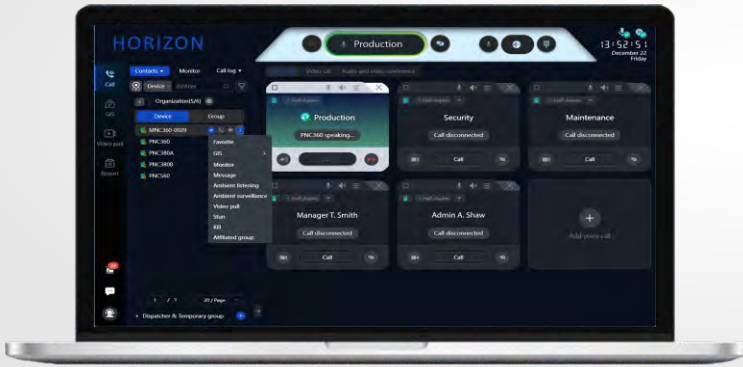 HORIZON
Production
13:52:51
December 22
Friday
Call
GIS
Video pull
Report
Contacts
Monitor
Call log
Video call
Audio and video conference
Device
Organization(5/6)
Device
Group
MNC360-0929
PNC360
PNC380A
PNC380B
PNC560
Favorite
GIS
Monitor
Message
Ambient listening
Ambient surveillance
Video pull
Stun
Kill
Affiliated group
1 / 1
20 / Page
Dispatcher & Temporary group
Production
PNC360 speaking...
Security
Call disconnected
Call
Maintenance
Call disconnected
Call
Manager T. Smith
Call disconnected
Call
Admin A. Shaw
Call disconnected
Call
Add voice call